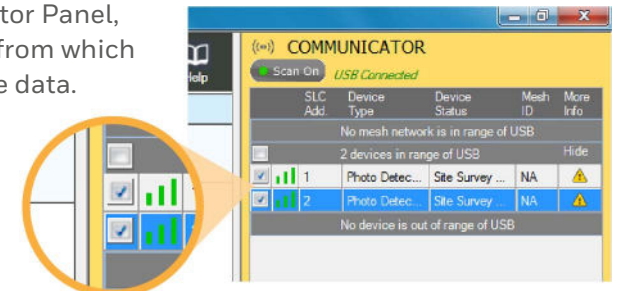 tor Panel,
from which
e data.
Help
COMMUNICATOR
Scan On USB Connected
SLC Add. Device Type Device Status Mesh ID More Info
No mesh network is in range of USB
2 devices in range of USB Hide
1 Photo Detec... Site Survey ... NA
2 Photo Detec... Site Survey ... NA
No device is out of range of USB